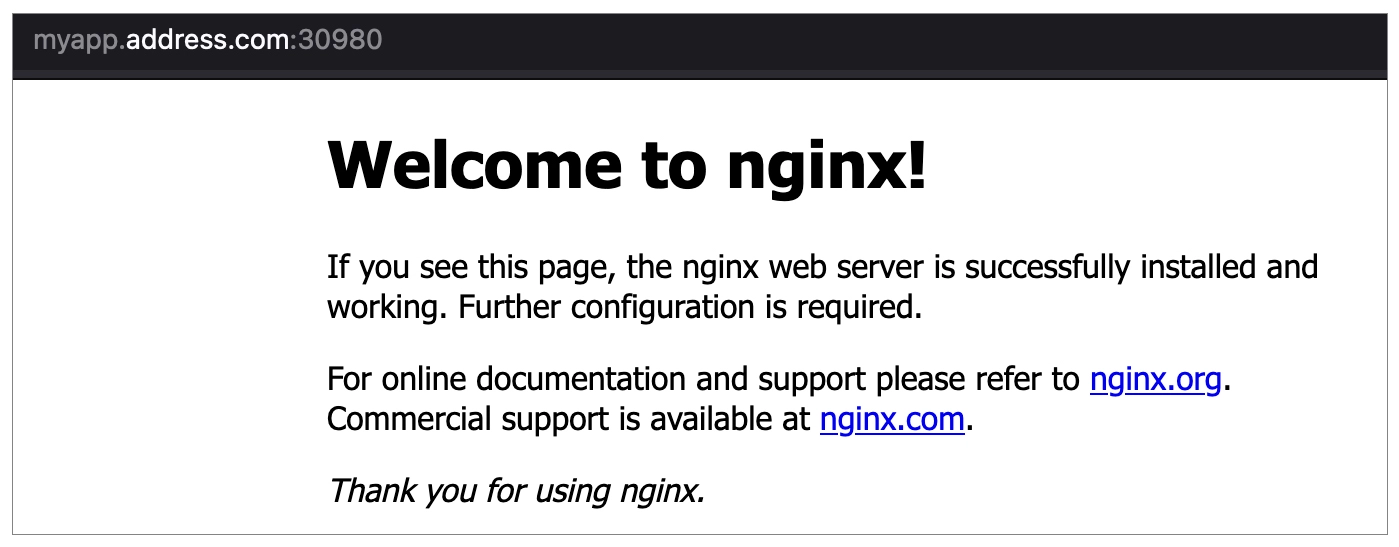 myapp.address.com:30980
Welcome to nginx!
If you see this page, the nginx web server is successfully installed and
working. Further configuration is required.
For online documentation and support please refer to nginx.org.
Commercial support is available at nginx.com.
Thank you for using nginx.